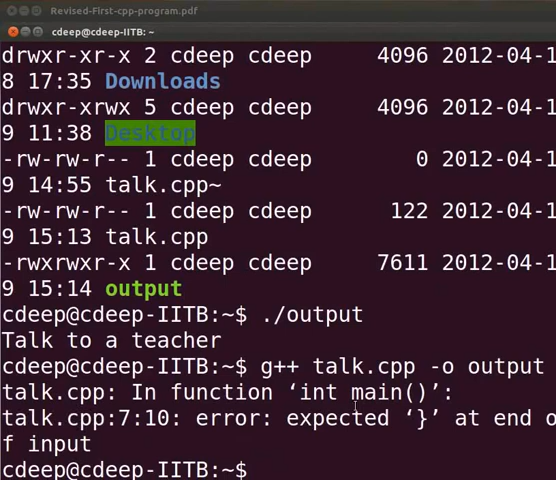 Revised-First-cpp-program.pdf
cdeep@cdeep-IITB: ~
drwxr-xr-x 2 cdeep cdeep 4096 2012-04-1
8 17:35 Downloads
drwxr-xrwx 5 cdeep cdeep 4096 2012-04-1
9 11:38 Desktop
-rw-rw-r-- 1 cdeep cdeep 0 2012-04-1
9 14:55 talk.cpp~
-rw-rw-r-- 1 cdeep cdeep 122 2012-04-1
9 15:13 talk.cpp
-rwxrwxr-x 1 cdeep cdeep 7611 2012-04-1
9 15:14 output
cdeep@cdeep-IITB:~$ ./output
Talk to a teacher
cdeep@cdeep-IITB:~$ g++ talk.cpp -o output
talk.cpp: In function ‘int main()’:
talk.cpp:7:10: error: expected ‘}’ at end o
f input
cdeep@cdeep-IITB:~$